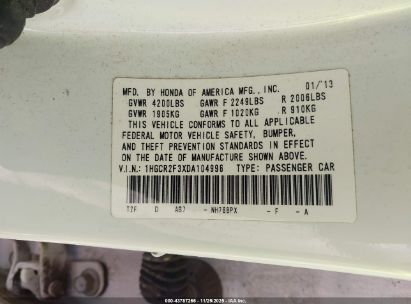 MFD. BY HONDA OF AMERICA MFG., INC. 01/13
GVWR 4200LBS GAWR F 2249LBS R 2006LBS
GVWR 1905KG GAWR F 1020KG R 910KG
THIS VEHICLE CONFORMS TO ALL APPLICABLE
FEDERAL MOTOR VEHICLE SAFETY, BUMPER,
AND THEFT PREVENTION STANDARDS IN EFFECT
ON THE DATE OF MANUFACTURE SHOWN ABOVE.
V.I.N.: 1HGCR2F3XDA104996 TYPE: PASSENGER CAR
T2F D AB7 -NH788PX -F -A